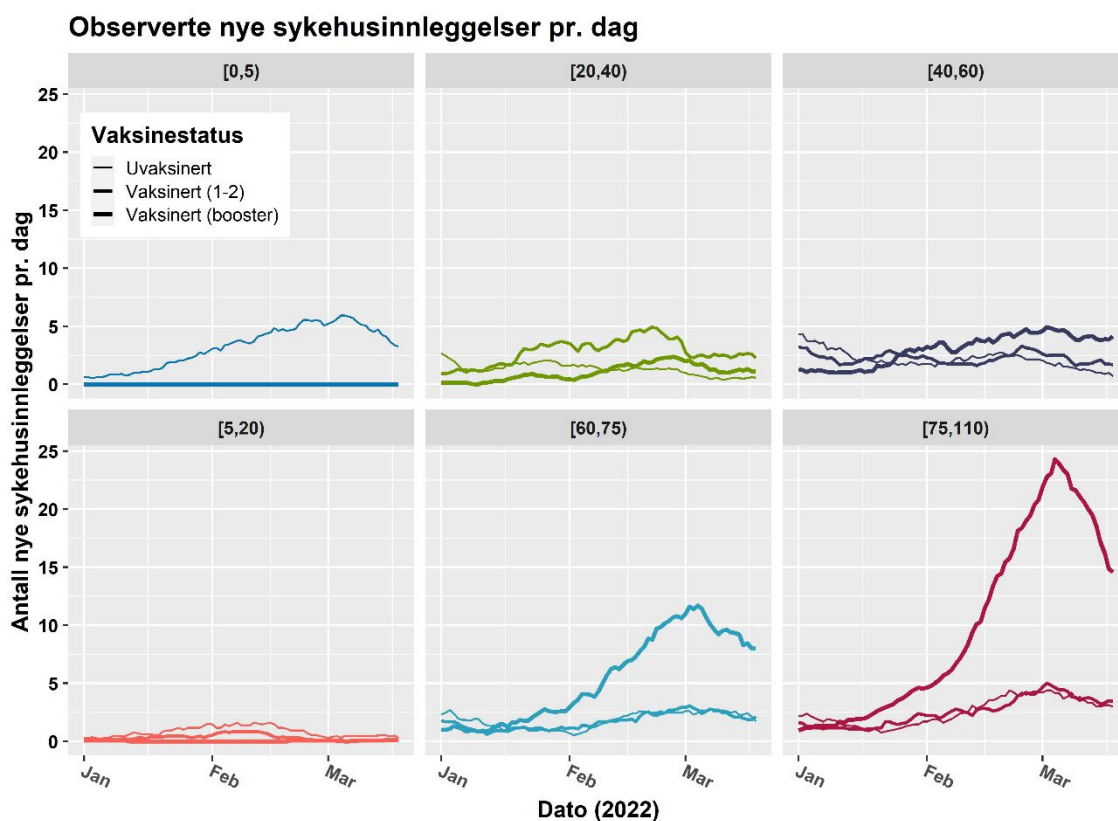 Observerte nye sykehusinnleggelser pr. dag
[0,5)
[20,40)
[40,60)
25
20
15
10
5
0
Vaksinestatus
Uvaksinert
Vaksinert (1-2)
Vaksinert (booster)
Antall nye sykehusinnleggelser pr. dag
[5,20)
[60,75)
[75,110)
25
20
15
10
5
0
Jan
Feb
Mar
Jan
Feb
Mar
Jan
Feb
Mar
Dato (2022)